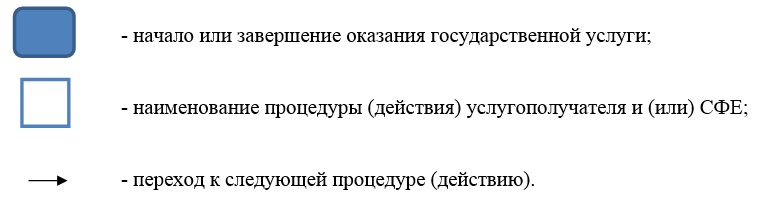 - начало или завершение оказания государственной услуги;
- наименование процедуры (действия) услугополучателя и (или) СФЕ;
- переход к следующей процедуре (действию).